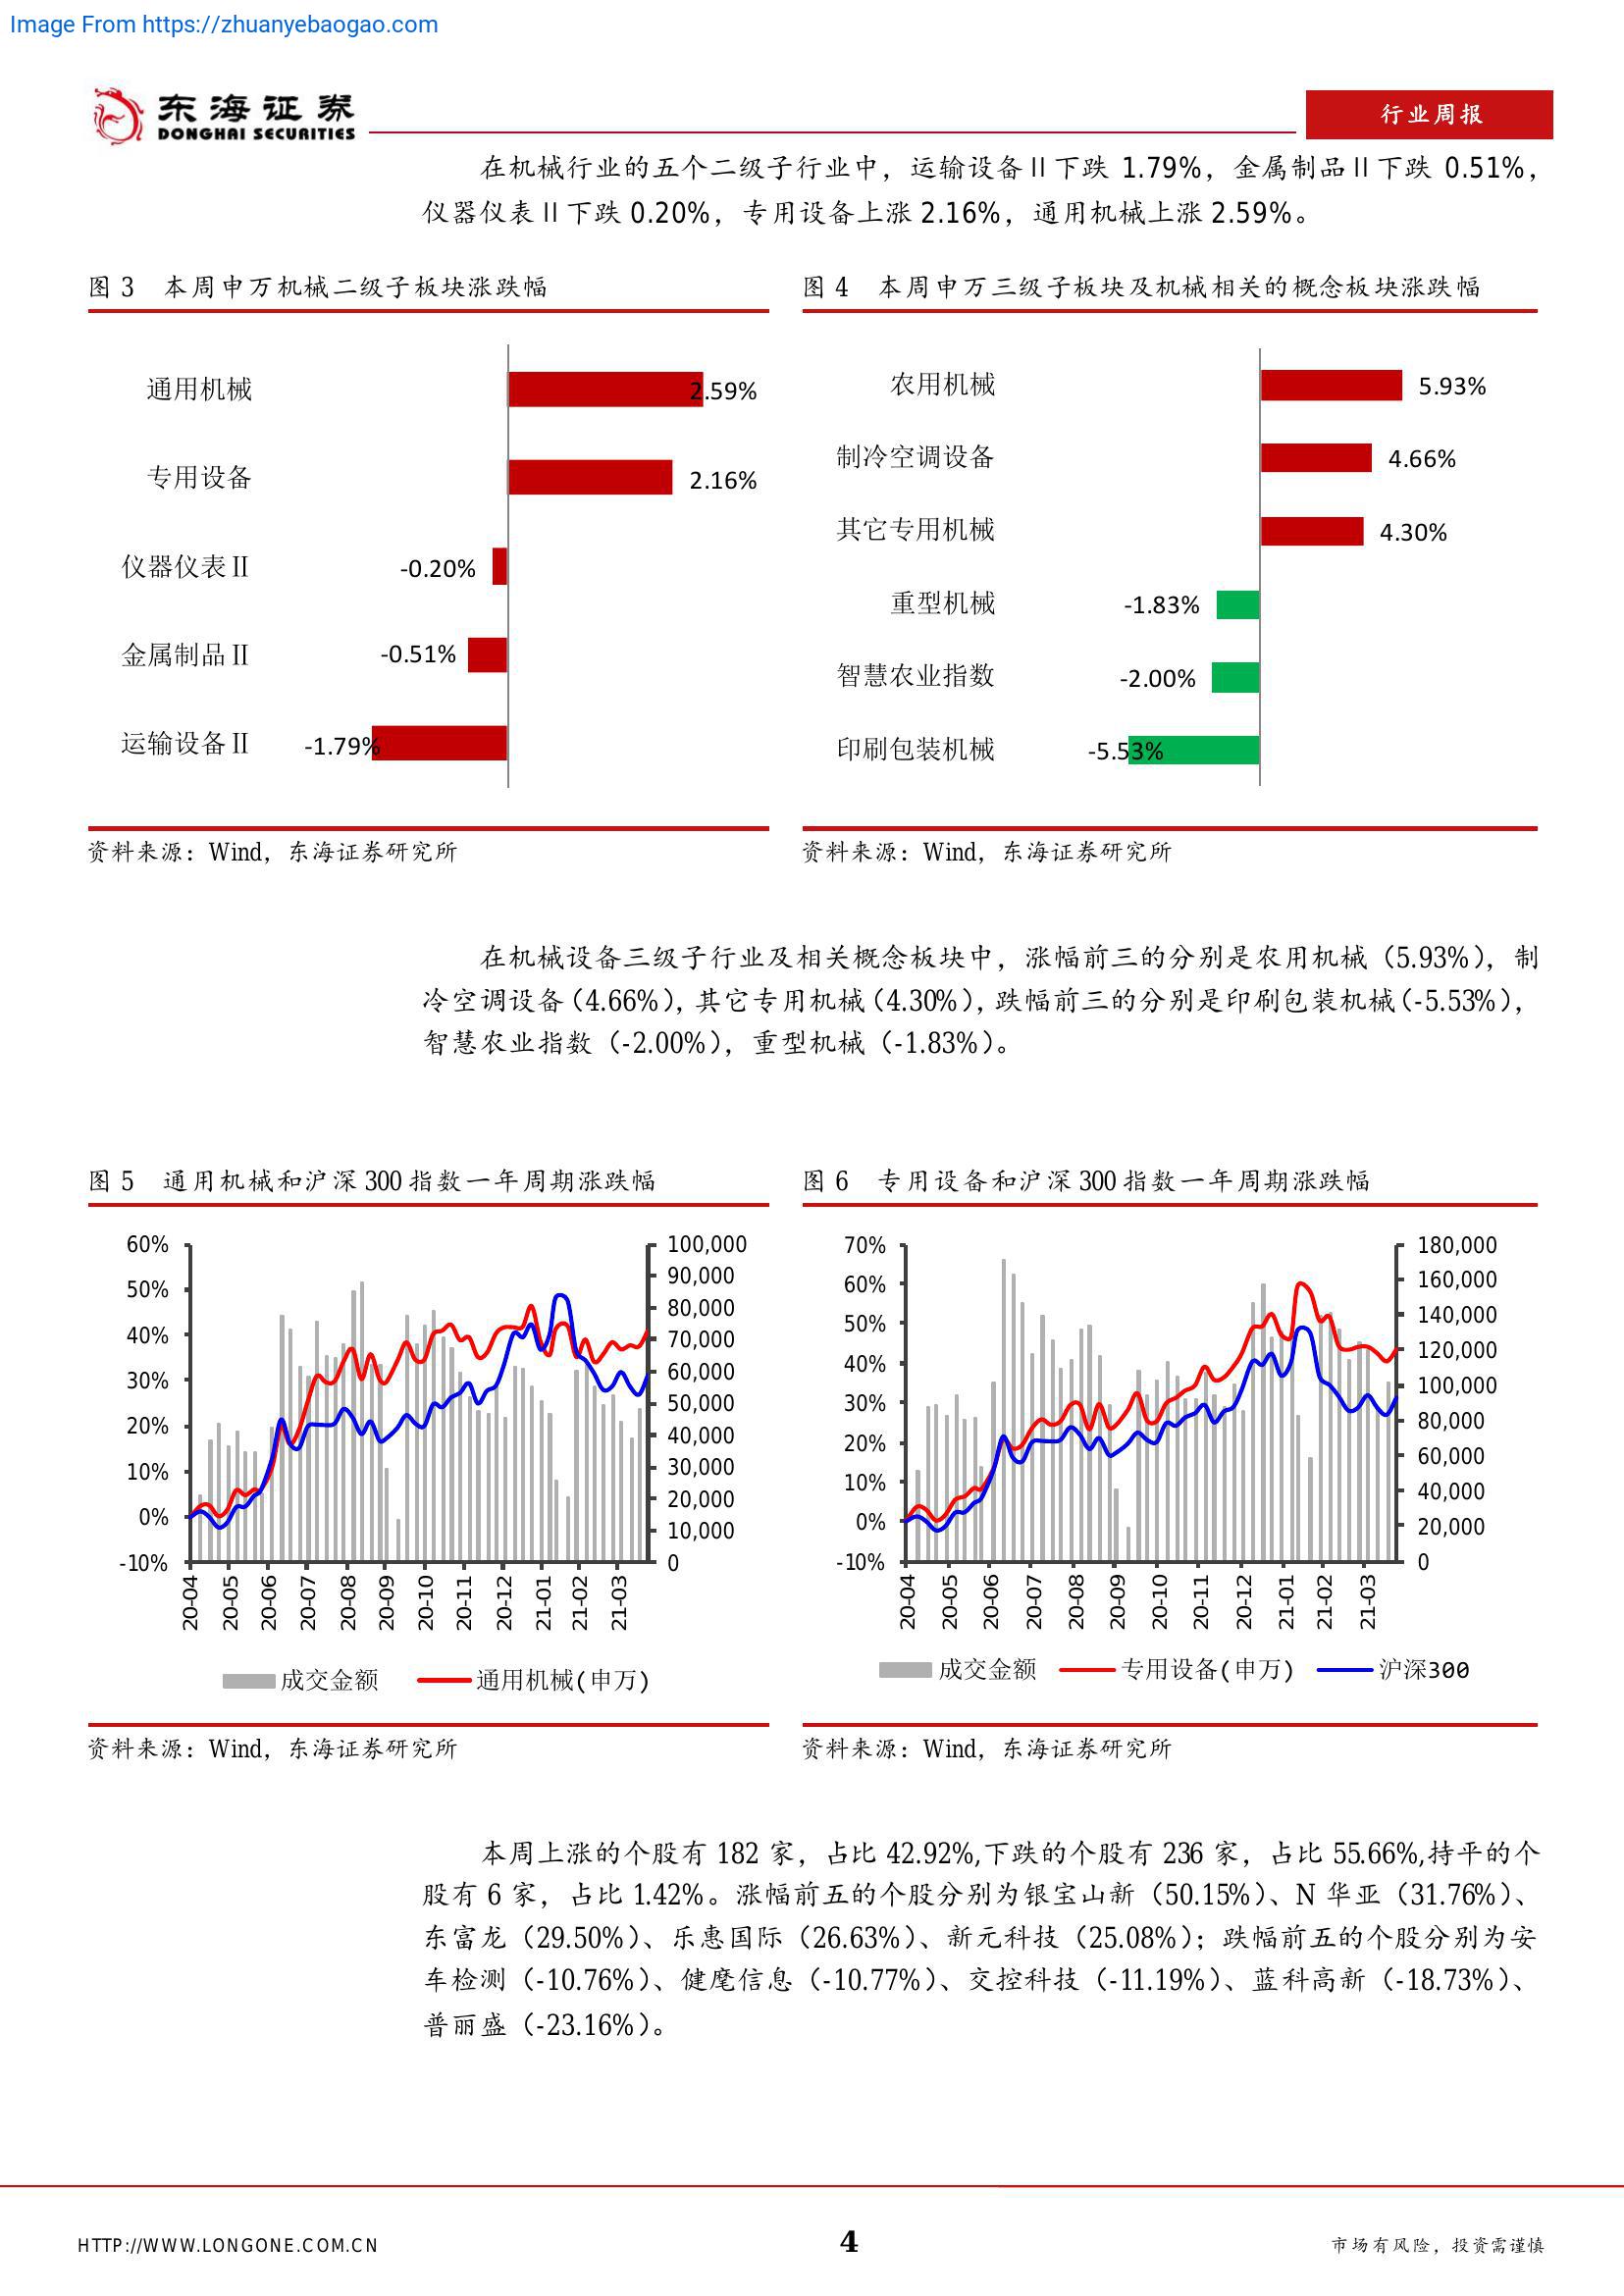 Image From https://zhuanyebaogao.com
东海证券
DONGHAI SECURITIES
行业周报
在机械行业的五个二级子行业中，运输设备Ⅱ下跌 1.79%，金属制品Ⅱ下跌 0.51%，
仪器仪表Ⅱ下跌 0.20%，专用设备上涨 2.16%，通用机械上涨 2.59%。
图 3 本周申万机械二级子板块涨跌幅
通用机械
2.59%
专用设备
2.16%
仪器仪表Ⅱ
-0.20%
金属制品Ⅱ
-0.51%
运输设备Ⅱ
-1.79%
资料来源：Wind，东海证券研究所
图 4 本周申万三级子板块及机械相关的概念板块涨跌幅
农用机械
5.93%
制冷空调设备
4.66%
其它专用机械
4.30%
重型机械
-1.83%
智慧农业指数
-2.00%
印刷包装机械
-5.53%
资料来源：Wind，东海证券研究所
在机械设备三级子行业及相关概念板块中，涨幅前三的分别是农用机械（5.93%），制
冷空调设备（4.66%），其它专用机械（4.30%），跌幅前三的分别是印刷包装机械（-5.53%），
智慧农业指数（-2.00%），重型机械（-1.83%）。
图 5 通用机械和沪深 300 指数一年周期涨跌幅
60%
50%
40%
30%
20%
10%
0%
-10%
100,000
90,000
80,000
70,000
60,000
50,000
40,000
30,000
20,000
10,000
0
20-04
20-05
20-06
20-07
20-08
20-09
20-10
20-11
20-12
21-01
21-02
21-03
成交金额
通用机械(申万)
资料来源：Wind，东海证券研究所
图 6 专用设备和沪深 300 指数一年周期涨跌幅
70%
60%
50%
40%
30%
20%
10%
0%
-10%
180,000
160,000
140,000
120,000
100,000
80,000
60,000
40,000
20,000
0
20-04
20-05
20-06
20-07
20-08
20-09
20-10
20-11
20-12
21-01
21-02
21-03
成交金额
专用设备(申万)
沪深300
资料来源：Wind，东海证券研究所
本周上涨的个股有 182 家，占比 42.92%,下跌的个股有 236 家，占比 55.66%,持平的个
股有 6 家，占比 1.42%。涨幅前五的个股分别为银宝山新（50.15%）、N 华亚（31.76%）、
东富龙（29.50%）、乐惠国际（26.63%）、新元科技（25.08%）；跌幅前五的个股分别为安
车检测（-10.76%）、健麾信息（-10.77%）、交控科技（-11.19%）、蓝科高新（-18.73%）、
普丽盛（-23.16%）。
HTTP://WWW.LONGONE.COM.CN
4
市场有风险，投资需谨慎